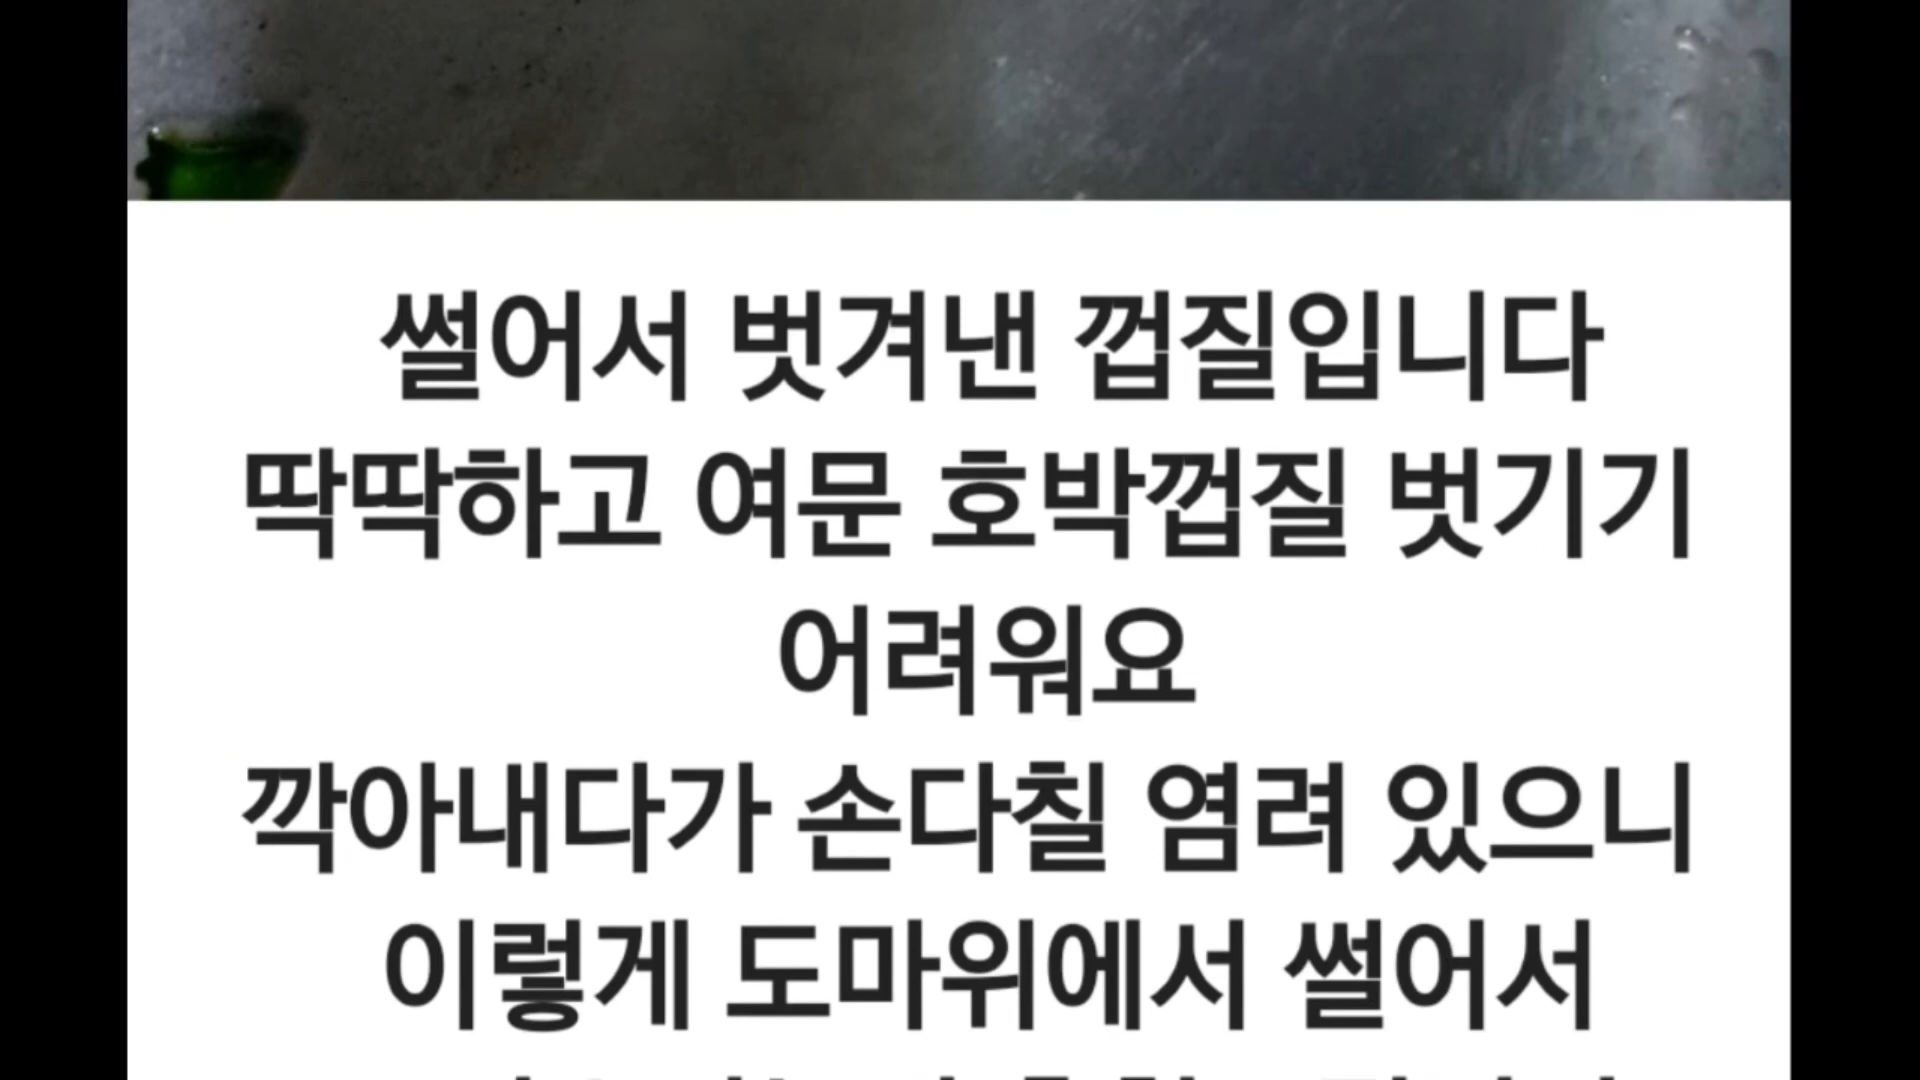 썰어서 벗겨낸 껍질입니다
딱딱하고 여문 호박껍질 벗기기
어려워요
깍아내다가 손다칠 염려 있으니
이렇게 도마위에서 썰어서